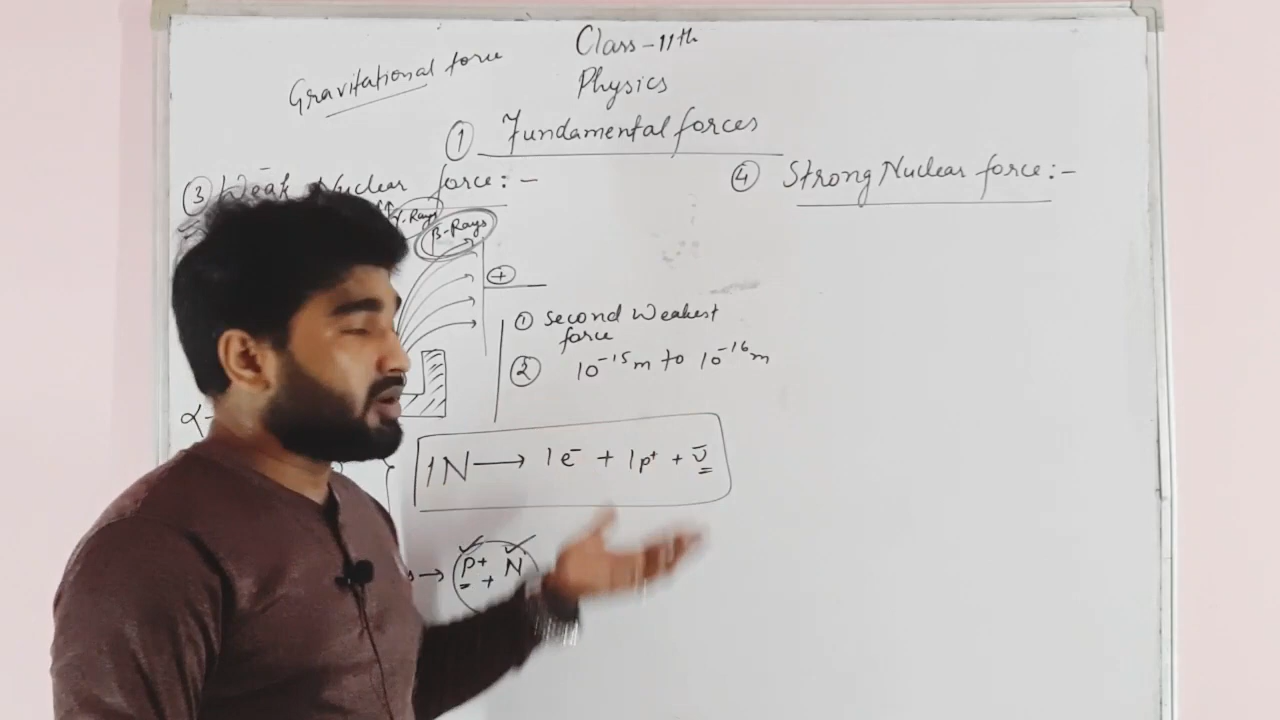 Class-11th
Gravitational force
Physics
① Fundamental forces
③ Weak Nuclear force:-
④ Strong Nuclear force:-
γ-Rays
β-Rays
+
① Second Weakest
force
② 10⁻¹⁵m to 10⁻¹⁶m
α-
1N → 1e⁻ + 1p⁺ + ν̅
→ P+ + N